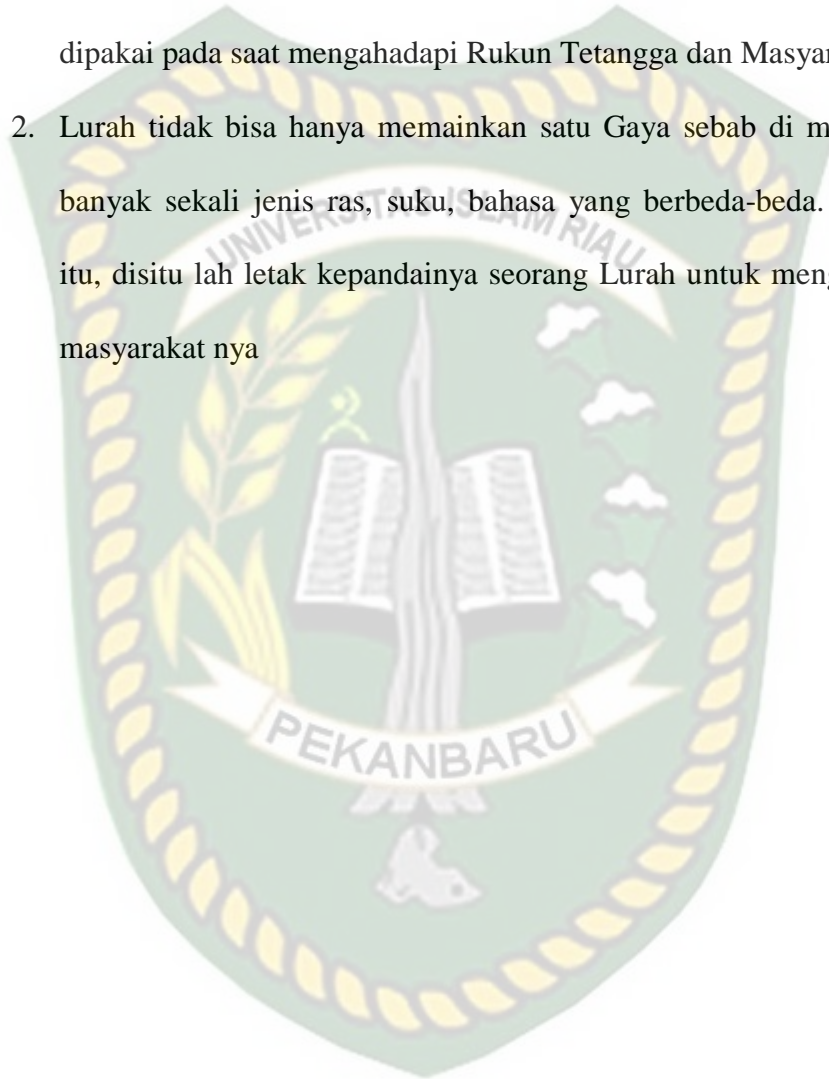 dipakai pada saat mengahadapi Rukun Tetangga dan
2. Lurah tidak bisa hanya memainkan satu Gaya sebab di
banyak sekali jenis ras, suku, bahasa yang berbeda-beda.
itu, disitu lah letak kepandainya seorang Lurah untuk
masyarakat nya
UNIVERSITAS ISLAM RIAU
PEKANBARU